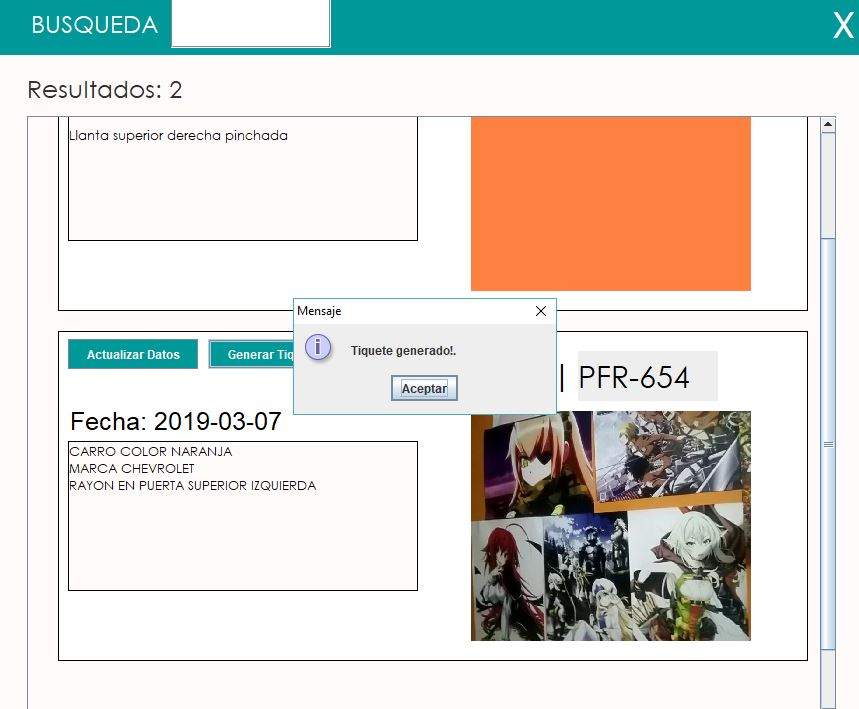 BUSQUEDA
X
Resultados: 2
Llanta superior derecha pinchada
Mensaje
Tiquete generado!.
Aceptar
Actualizar Datos
Generar Tiq
| PFR-654
Fecha: 2019-03-07
CARRO COLOR NARANJA
MARCA CHEVROLET
RAYON EN PUERTA SUPERIOR IZQUIERDA